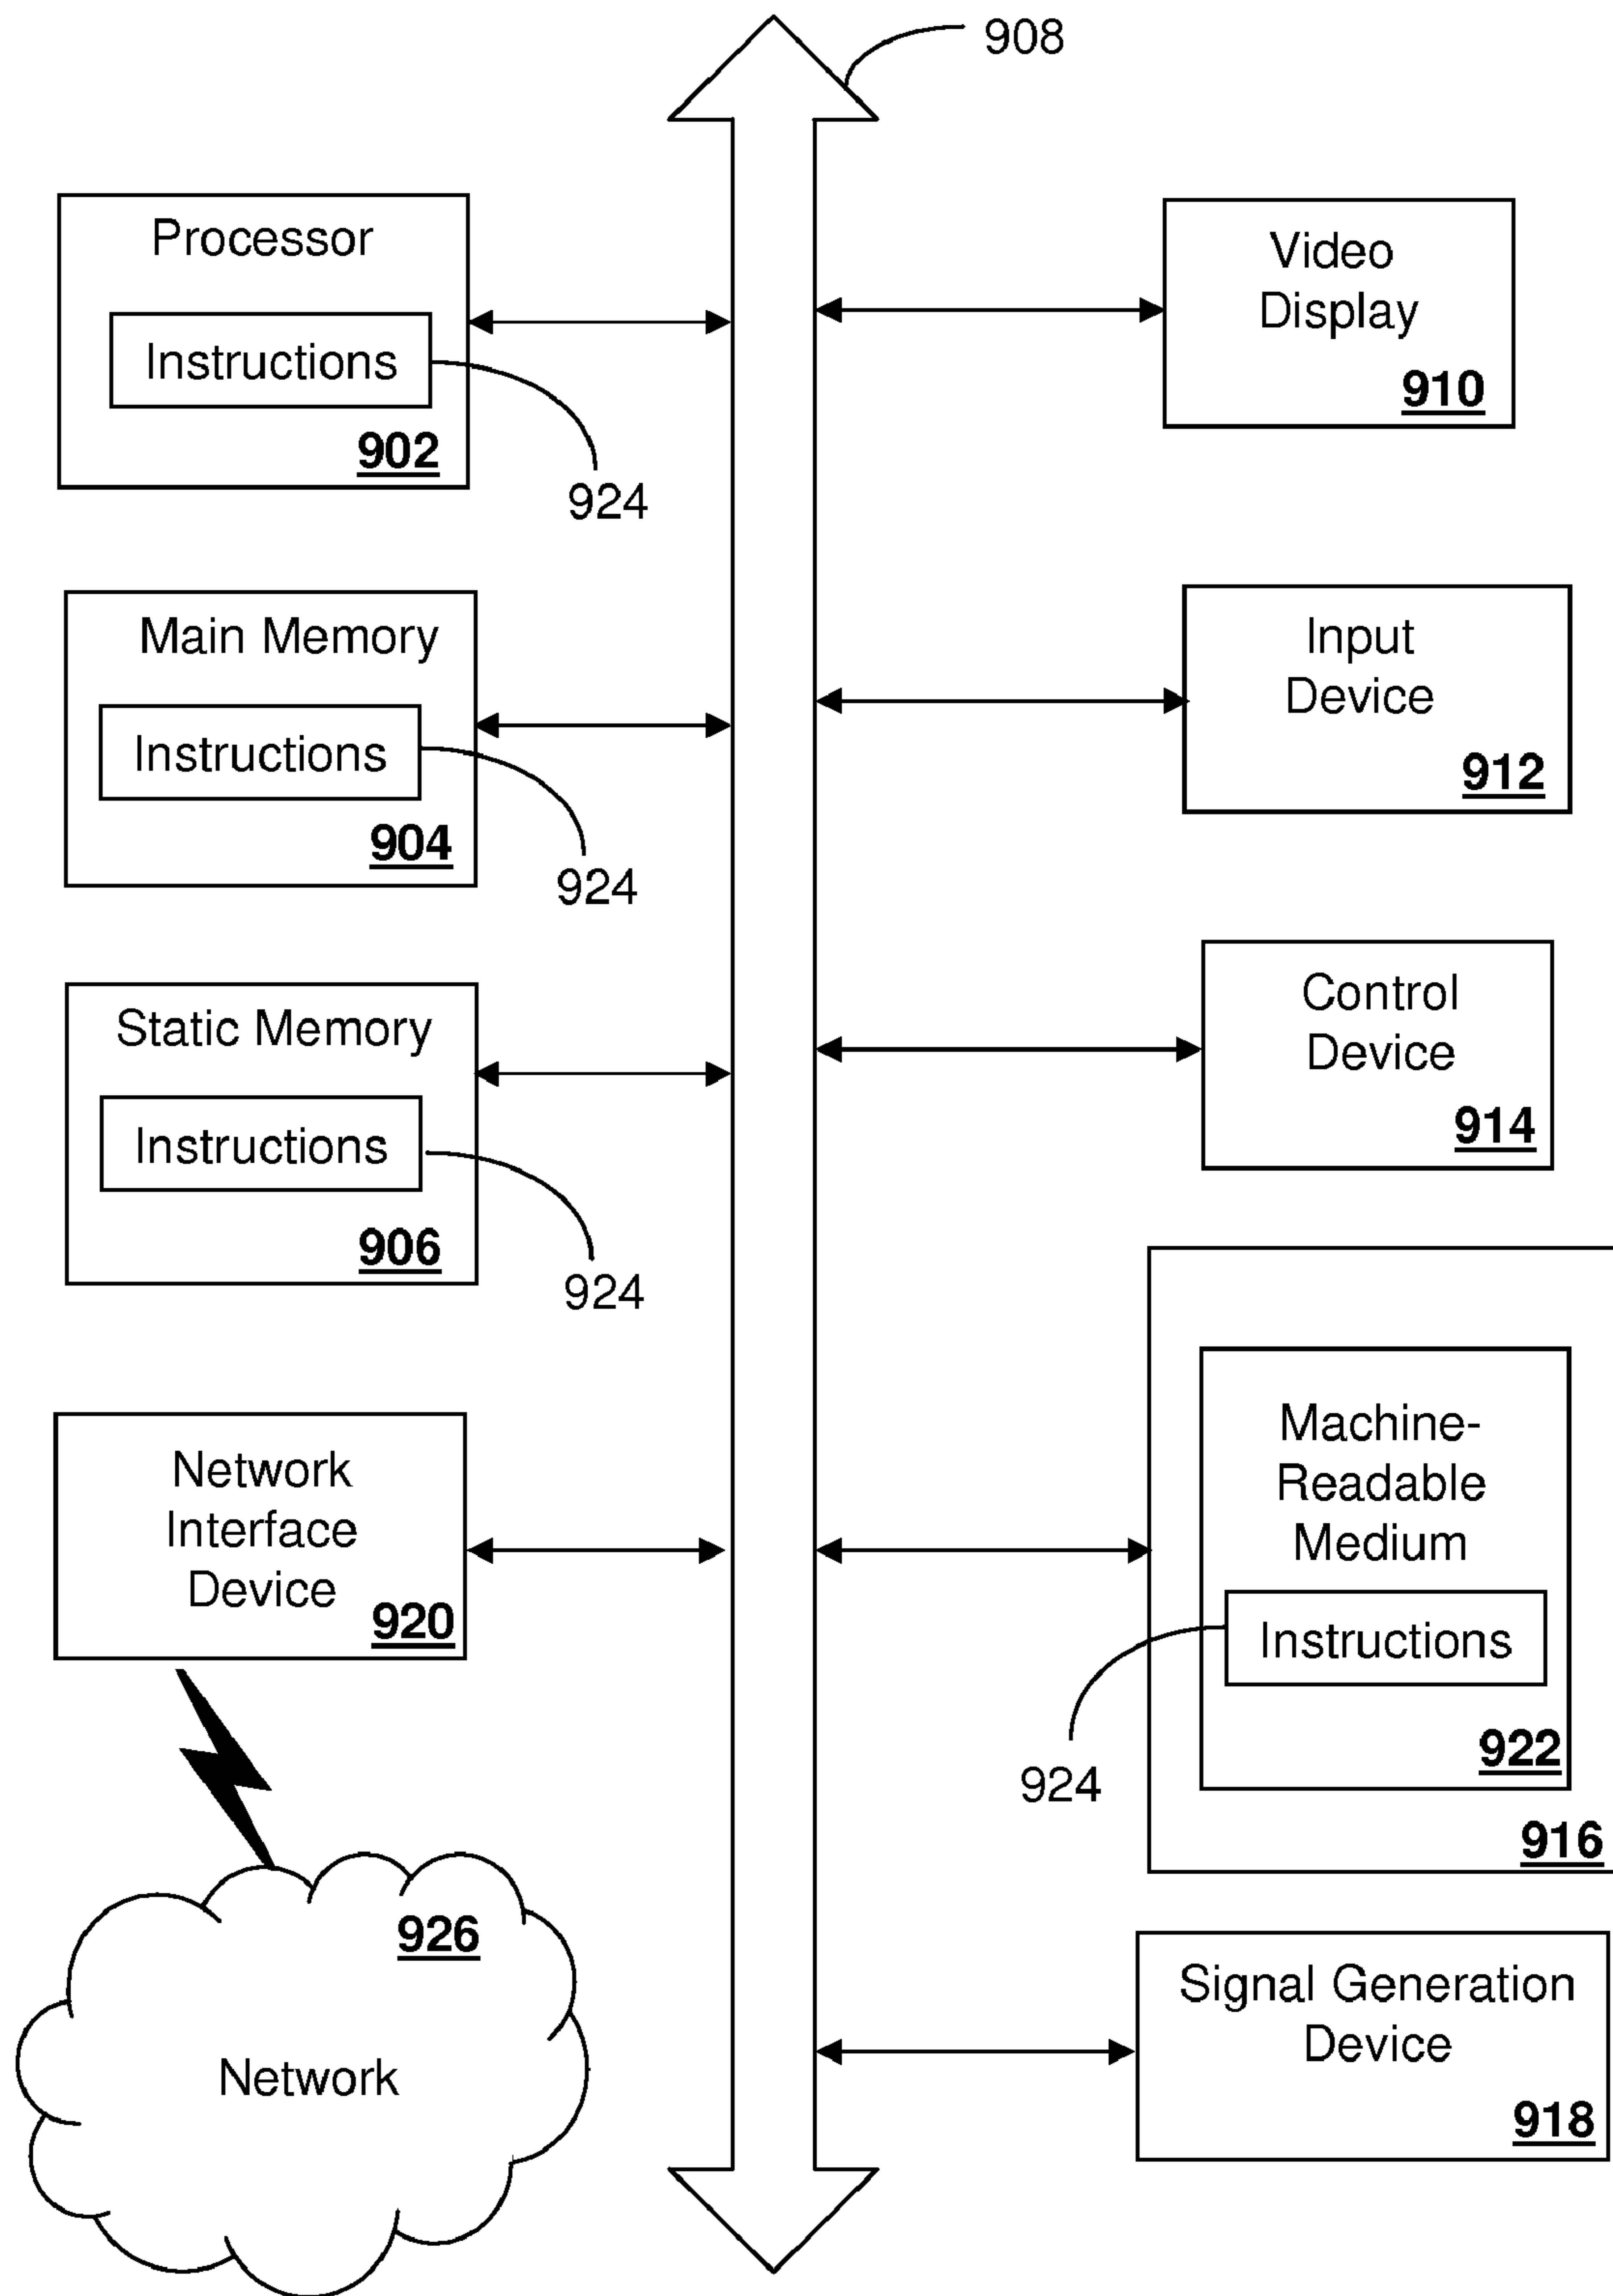 908
Processor
Instructions
902
924
Main Memory
Instructions
904
924
Static Memory
Instructions
906
924
Network
Interface
Device
920
926
Network
Video
Display
910
Input
Device
912
Control
Device
914
Machine-
Readable
Medium
Instructions
922
924
916
Signal Generation
Device
918